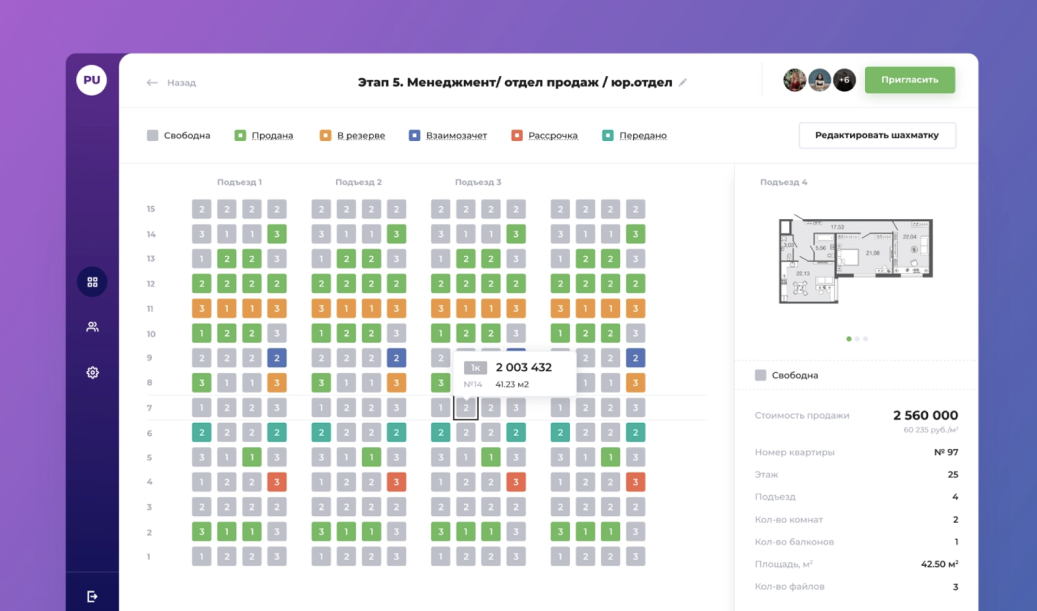 PU
← Назад
Этап 5. Менеджмент/ отдел продаж / юр.отдел
+6
Пригласить
Свободна Продана В резерве Взаимозачет Рассрочка Передано
Редактировать шахматку
Подъезд 1 Подъезд 2 Подъезд 3
15 2 2 2 2 2 2 2 2 2 2 2 2 2 2 2 2
14 3 1 1 3 3 1 1 3 3 1 1 3 3 1 1 3
13 1 2 2 3 1 2 2 3 1 2 2 3 1 2 2 3
12 2 2 2 2 2 2 2 2 2 2 2 2 2 2 2 2
11 3 1 1 3 3 1 1 3 3 1 1 3 3 1 1 3
10 1 2 2 3 1 2 2 3 1 2 2 3 1 2 2 3
9 2 2 2 2 2 2 2 2 2 2 2 2
8 3 1 1 3 3 1 1 3 3 1 1 3
1к 2 003 432
№14 41.23 м2
7 1 2 2 3 1 2 2 3 1 2 2 3 1 2 2 3
6 2 2 2 2 2 2 2 2 2 2 2 2 2 2 2 2
5 3 1 1 3 3 1 1 3 3 1 1 3 3 1 1 3
4 1 2 2 3 1 2 2 3 1 2 2 3 1 2 2 3
3 2 2 2 2 2 2 2 2 2 2 2 2 2 2 2 2
2 3 1 1 3 3 1 1 3 3 1 1 3 3 1 1 3
1 1 2 2 3 1 2 2 3 1 2 2 3 1 2 2 3
Подъезд 4
17.53
22.04
5.56
21.08
22.13
Свободна
Стоимость продажи 2 560 000
60 235 руб./м²
Номер квартиры № 97
Этаж 25
Подъезд 4
Кол-во комнат 2
Кол-во балконов 1
Площадь, м² 42.50 м²
Кол-во файлов 3